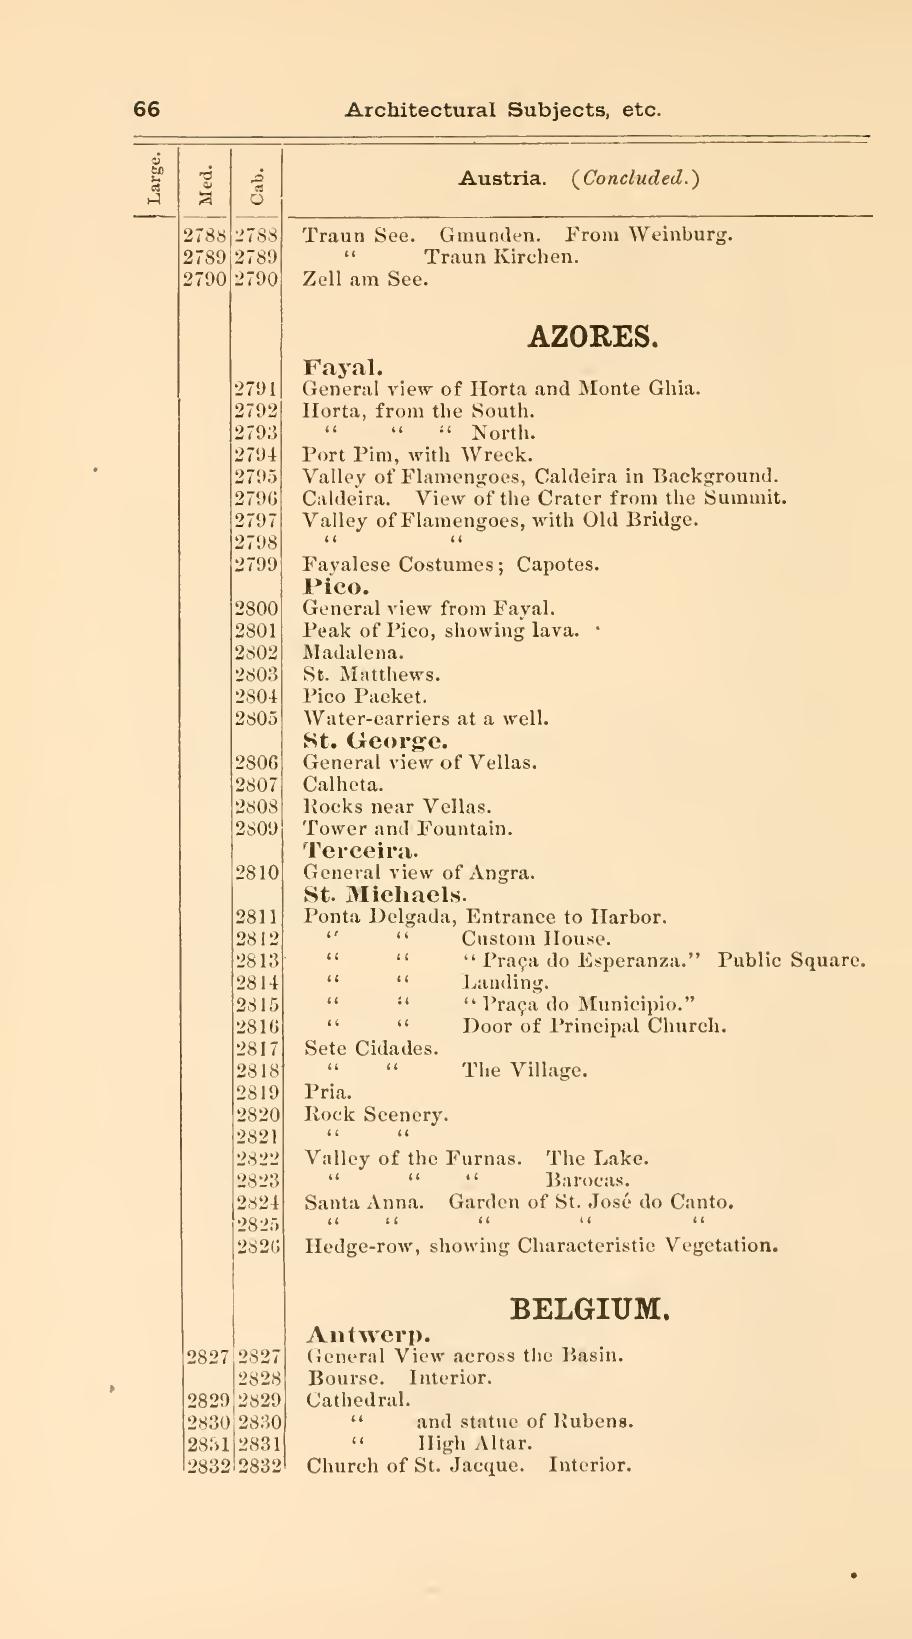 66 Architectural Subjects, etc.
Large. Med. Cab. Austria. (Concluded.)
2788 2788 Traun See. Gmunden. From Weinburg.
2789 2789 “ Traun Kirchen.
2790 2790 Zell am See.
AZORES.
Fayal.
2791 General view of Horta and Monte Ghia.
2792 Horta, from the South.
2793 “ “ “ North.
2794 Port Pim, with Wreck.
2795 Valley of Flamengoes, Caldeira in Background.
2796 Caldeira. View of the Crater from the Summit.
2797 Valley of Flamengoes, with Old Bridge.
2798 “ “
2799 Fayalese Costumes; Capotes.
Pico.
2800 General view from Fayal.
2801 Peak of Pico, showing lava.
2802 Madalena.
2803 St. Matthews.
2804 Pico Packet.
2805 Water-carriers at a well.
St. George.
2806 General view of Vellas.
2807 Calheta.
2808 Rocks near Vellas.
2809 Tower and Fountain.
Terceira.
2810 General view of Angra.
St. Michaels.
2811 Ponta Delgada, Entrance to Harbor.
2812 “ “ Custom House.
2813 “ “ “Praça do Esperanza.” Public Square.
2814 “ “ Landing.
2815 “ “ “Praça do Municipio.”
2816 “ “ Door of Principal Church.
2817 Sete Cidades.
2818 “ “ The Village.
2819 Pria.
2820 Rock Scenery.
2821 “ “
2822 Valley of the Furnas. The Lake.
2823 “ “ “ Barocas.
2824 Santa Anna. Garden of St. José do Canto.
2825 “ “ “ “ “
2826 Hedge-row, showing Characteristic Vegetation.
BELGIUM.
Antwerp.
2827 2827 General View across the Basin.
2828 Bourse. Interior.
2829 2829 Cathedral.
2830 2830 “ and statue of Rubens.
2831 2831 “ High Altar.
2832 2832 Church of St. Jacque. Interior.